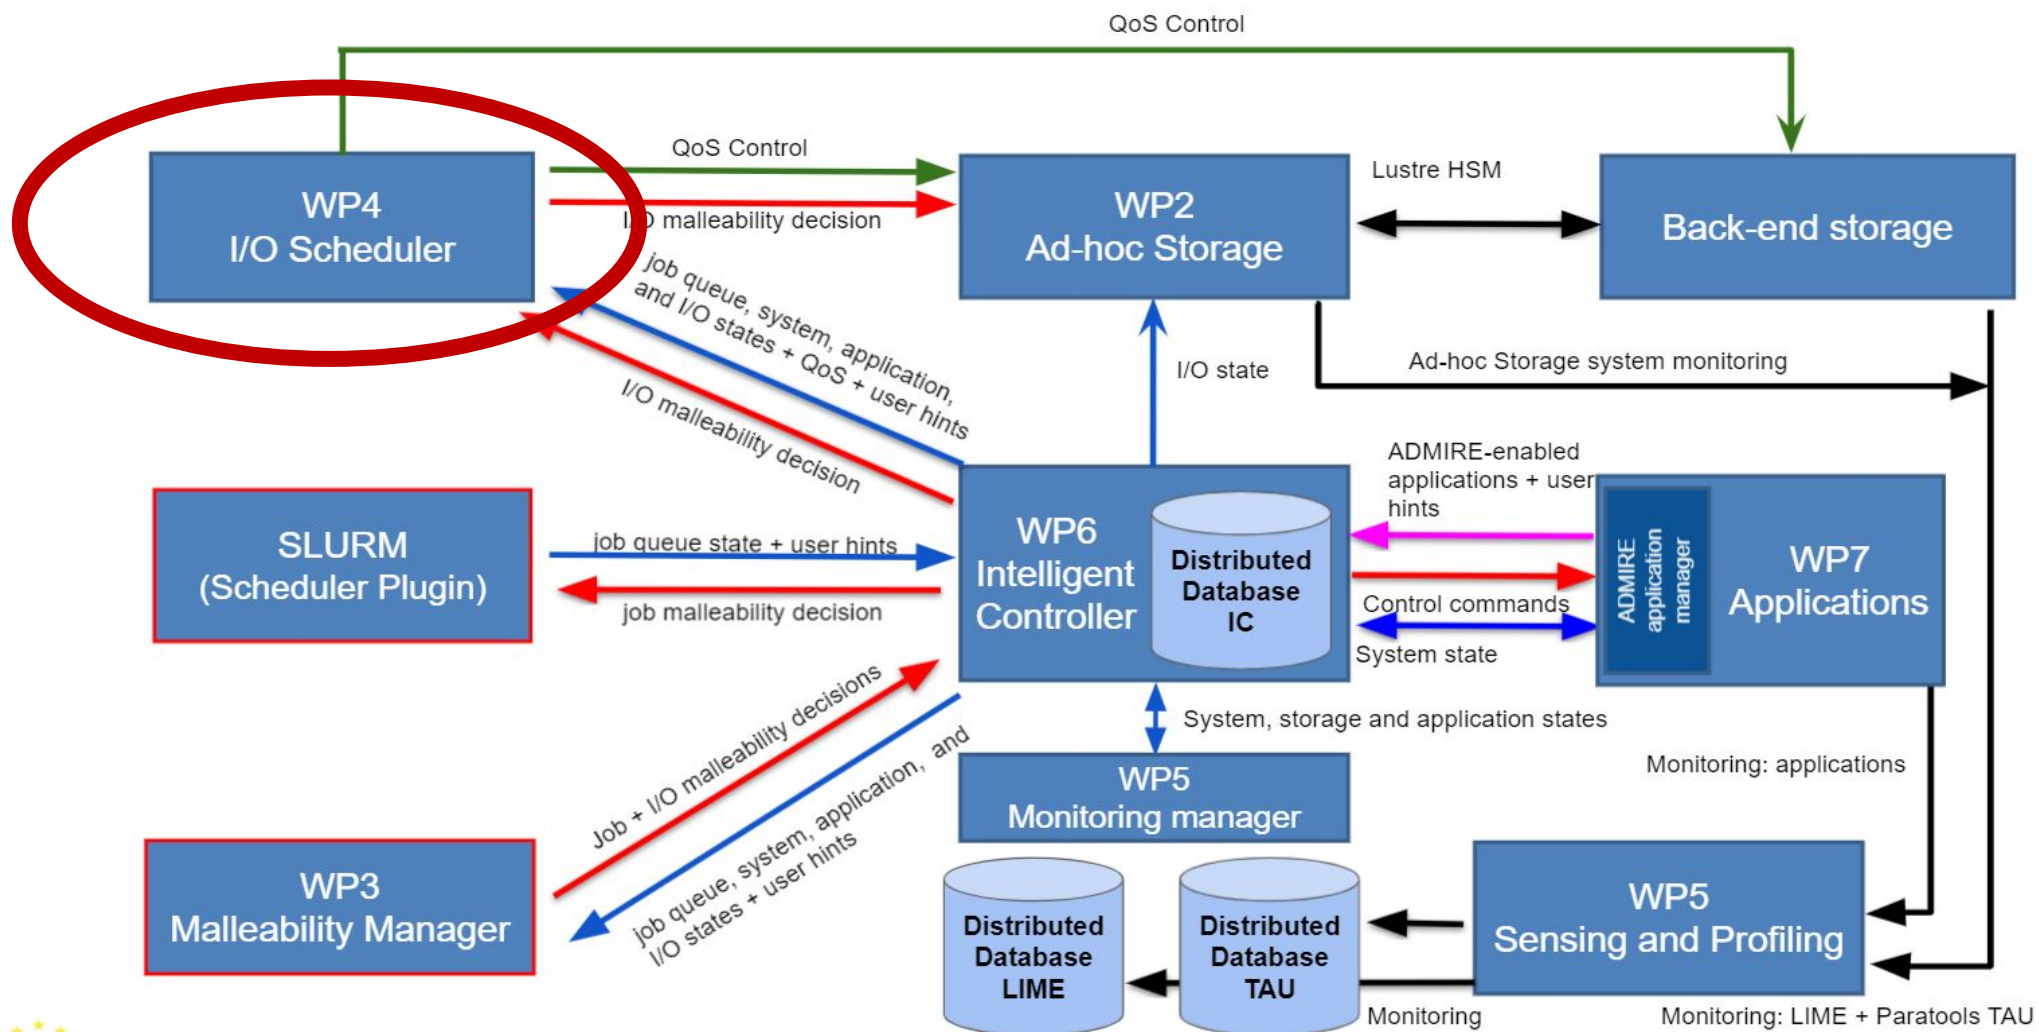 QoS Control
QoS Control
WP4
I/O Scheduler
I/O malleability decision
WP2
Ad-hoc Storage
Lustre HSM
Back-end storage
job queue, system, application,
and I/O states + QoS + user hints
I/O malleability decision
I/O state
Ad-hoc Storage system monitoring
SLURM
(Scheduler Plugin)
job queue state + user hints
job malleability decision
WP6
Intelligent
Controller
Distributed
Database
IC
ADMIRE-enabled
applications + user
hints
Control commands
System state
ADMIRE
application
manager
WP7
Applications
Job + I/O malleability decisions
job queue, system, application, and
I/O states + user hints
System, storage and application states
WP5
Monitoring manager
Monitoring: applications
WP3
Malleability Manager
Distributed
Database
LIME
Distributed
Database
TAU
WP5
Sensing and Profiling
Monitoring
Monitoring: LIME + Paratools TAU